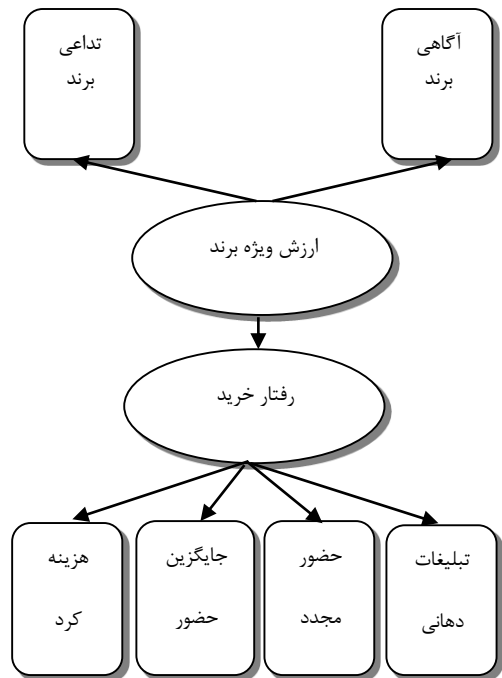 آگاهی
برند
تداعی
برند
ارزش ویژه برند
رفتار خرید
تبلیغات
دهانی
حضور
مجدد
جایگزین
حضور
هزینه
کرد